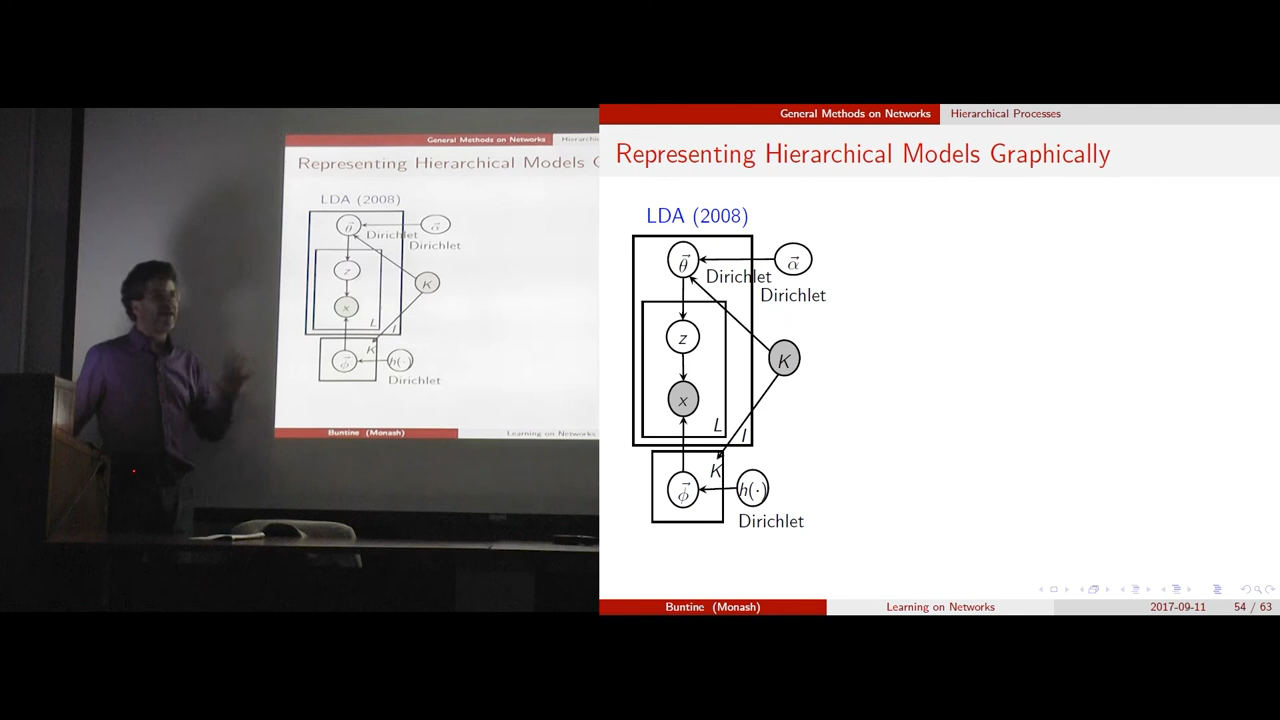 General Methods on Networks Hierarchic
Representing Hierarchical Models G
LDA (2008)
θ⃗ α⃗
Dirichlet
Dirichlet
z
K
x
L
I
K
ϕ⃗ h(·)
Dirichlet
Buntine (Monash) Learning on Networks
General Methods on Networks Hierarchical Processes
Representing Hierarchical Models Graphically
LDA (2008)
θ⃗ α⃗
Dirichlet
Dirichlet
z
K
x
L
I
K
ϕ⃗ h(·)
Dirichlet
Buntine (Monash) Learning on Networks 2017-09-11 54 / 63